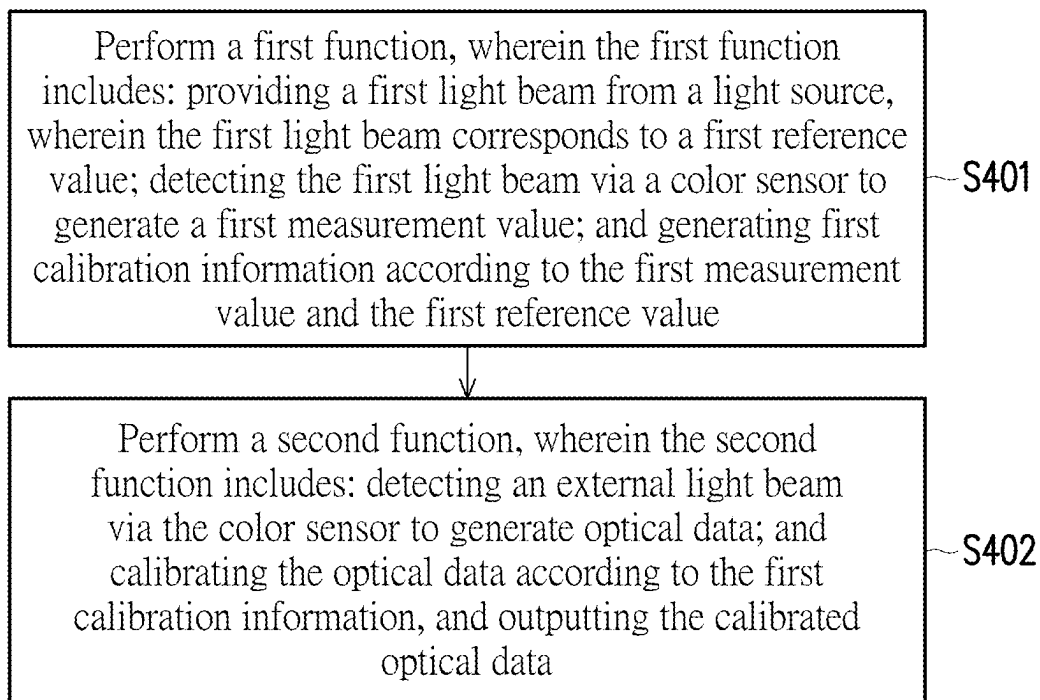 Perform a first function, wherein the first function
includes: providing a first light beam from a light source,
wherein the first light beam corresponds to a first reference
value; detecting the first light beam via a color sensor to
generate a first measurement value; and generating first
calibration information according to the first measurement
value and the first reference value
S401
Perform a second function, wherein the second
function includes: detecting an external light beam
via the color sensor to generate optical data; and
calibrating the optical data according to the first
calibration information, and outputting the calibrated
optical data
S402